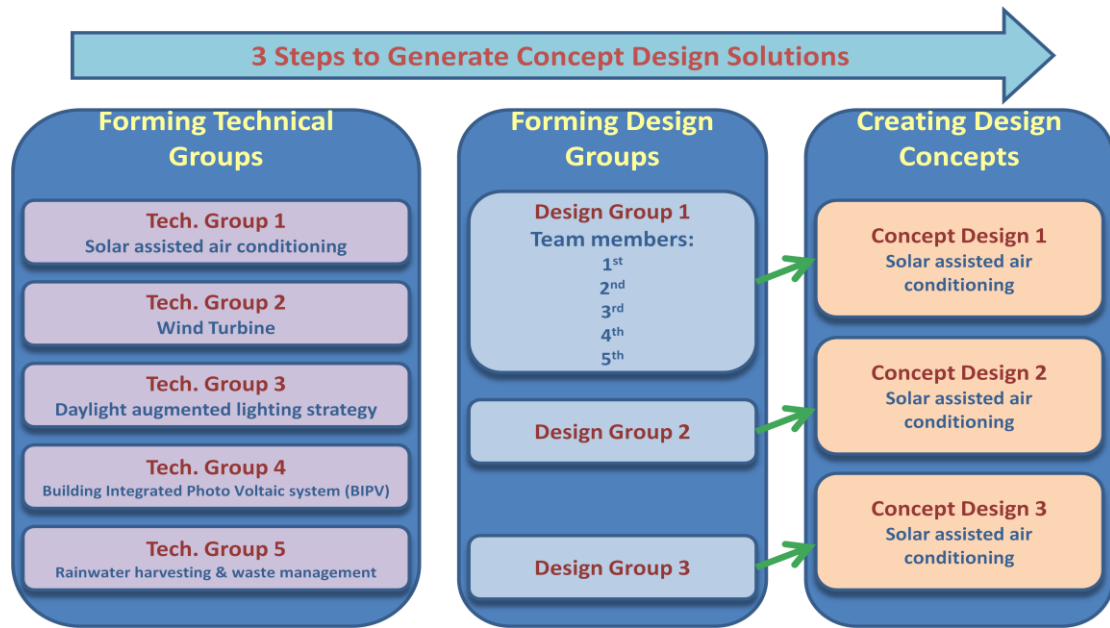 3 Steps to Generate Concept Design Solutions
Forming Technical
Groups
Tech. Group 1
Solar assisted air conditioning
Tech. Group 2
Wind Turbine
Tech. Group 3
Daylight augmented lighting strategy
Tech. Group 4
Building Integrated Photo Voltaic system (BIPV)
Tech. Group 5
Rainwater harvesting & waste management
Forming Design
Groups
Design Group 1
Team members:
1st
2nd
3rd
4th
5th
Design Group 2
Design Group 3
Creating Design
Concepts
Concept Design 1
Solar assisted air
conditioning
Concept Design 2
Solar assisted air
conditioning
Concept Design 3
Solar assisted air
conditioning